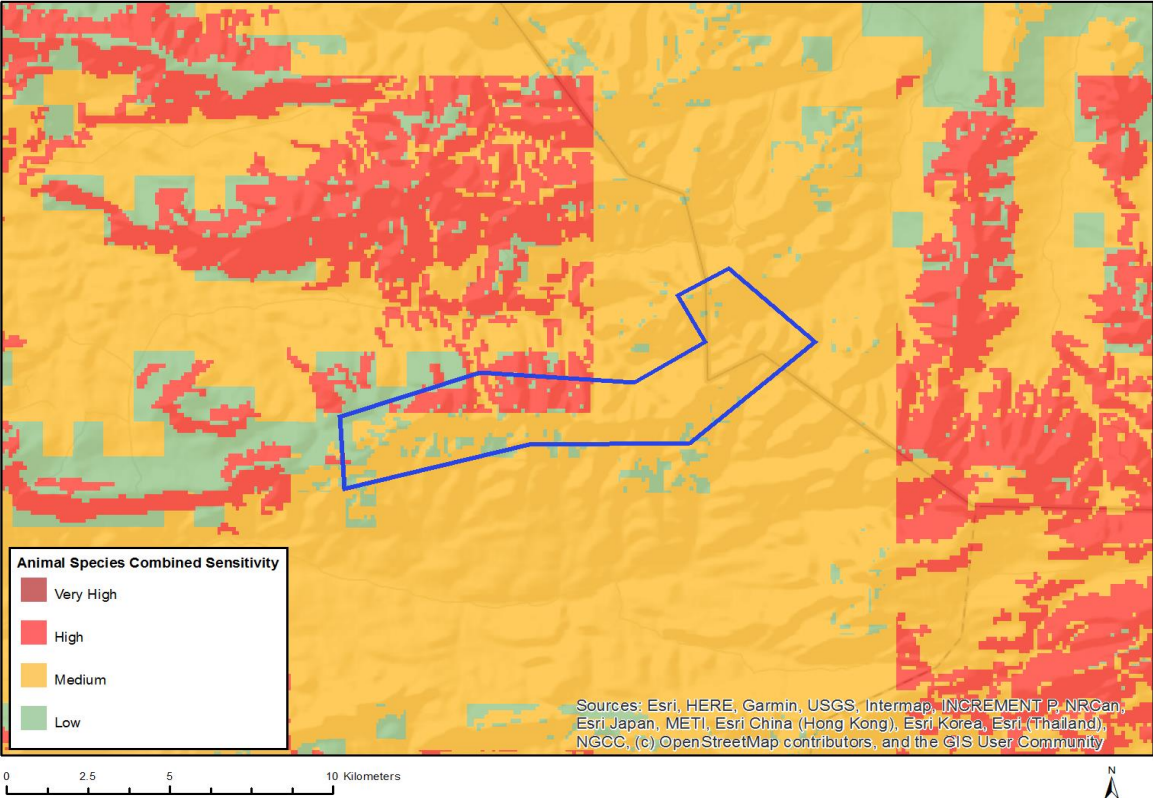 Animal Species Combined Sensitivity
Very High
High
Medium
Low
Sources: Esri, HERE, Garmin, USGS, Intermap, INCREMENT P, NRCan,
Esri Japan, METI, Esri China (Hong Kong), Esri Korea, Esri (Thailand),
NGCC, (c) OpenStreetMap contributors, and the GIS User Community
0 2.5 5 10 Kilometers
N